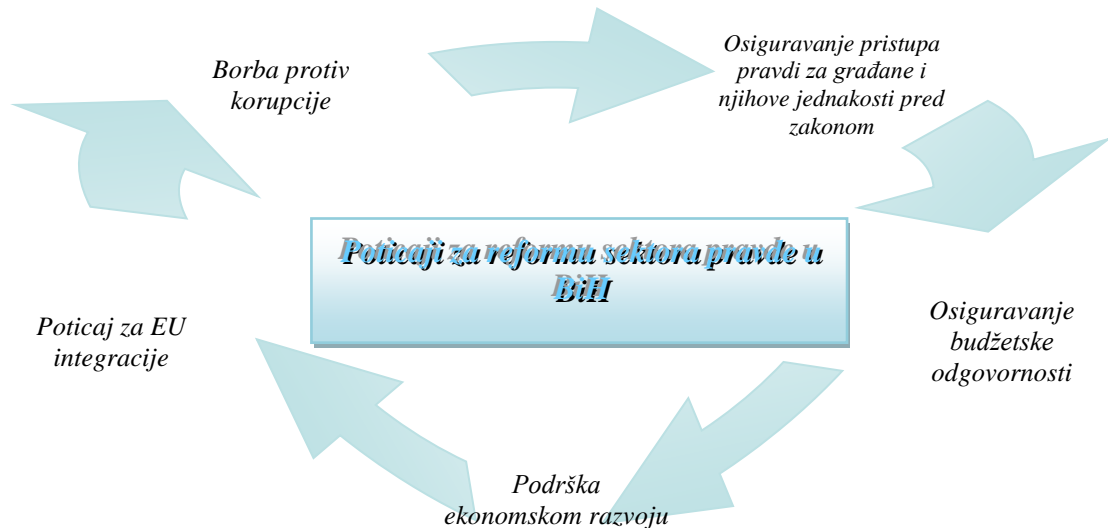 Borba protiv
korupcije
Osiguravanje pristupa
pravdi za građane i
njihove jednakosti pred
zakonom
Poticaji za reformu sektora pravde u
BiH
Poticaj za EU
integracije
Osiguravanje
budžetske
odgovornosti
Podrška
ekonomskom razvoju